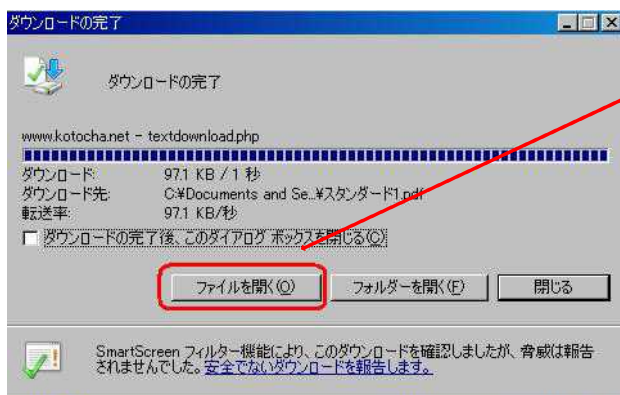 ダウンロードの完了
ダウンロードの完了
www.kotocha.net - textdownload.php
ダウンロード: 97.1 KB / 1 秒
ダウンロード先: C:¥Documents and Se...¥スタンダード1.pdf
転送率: 97.1 KB/秒
ダウンロードの完了後、このダイアログ ボックスを閉じる(C)
ファイルを開く(O) フォルダーを開く(F) 閉じる
SmartScreen フィルター機能により、このダウンロードを確認しましたが、脅威は報告
されませんでした。安全でないダウンロードを報告します。